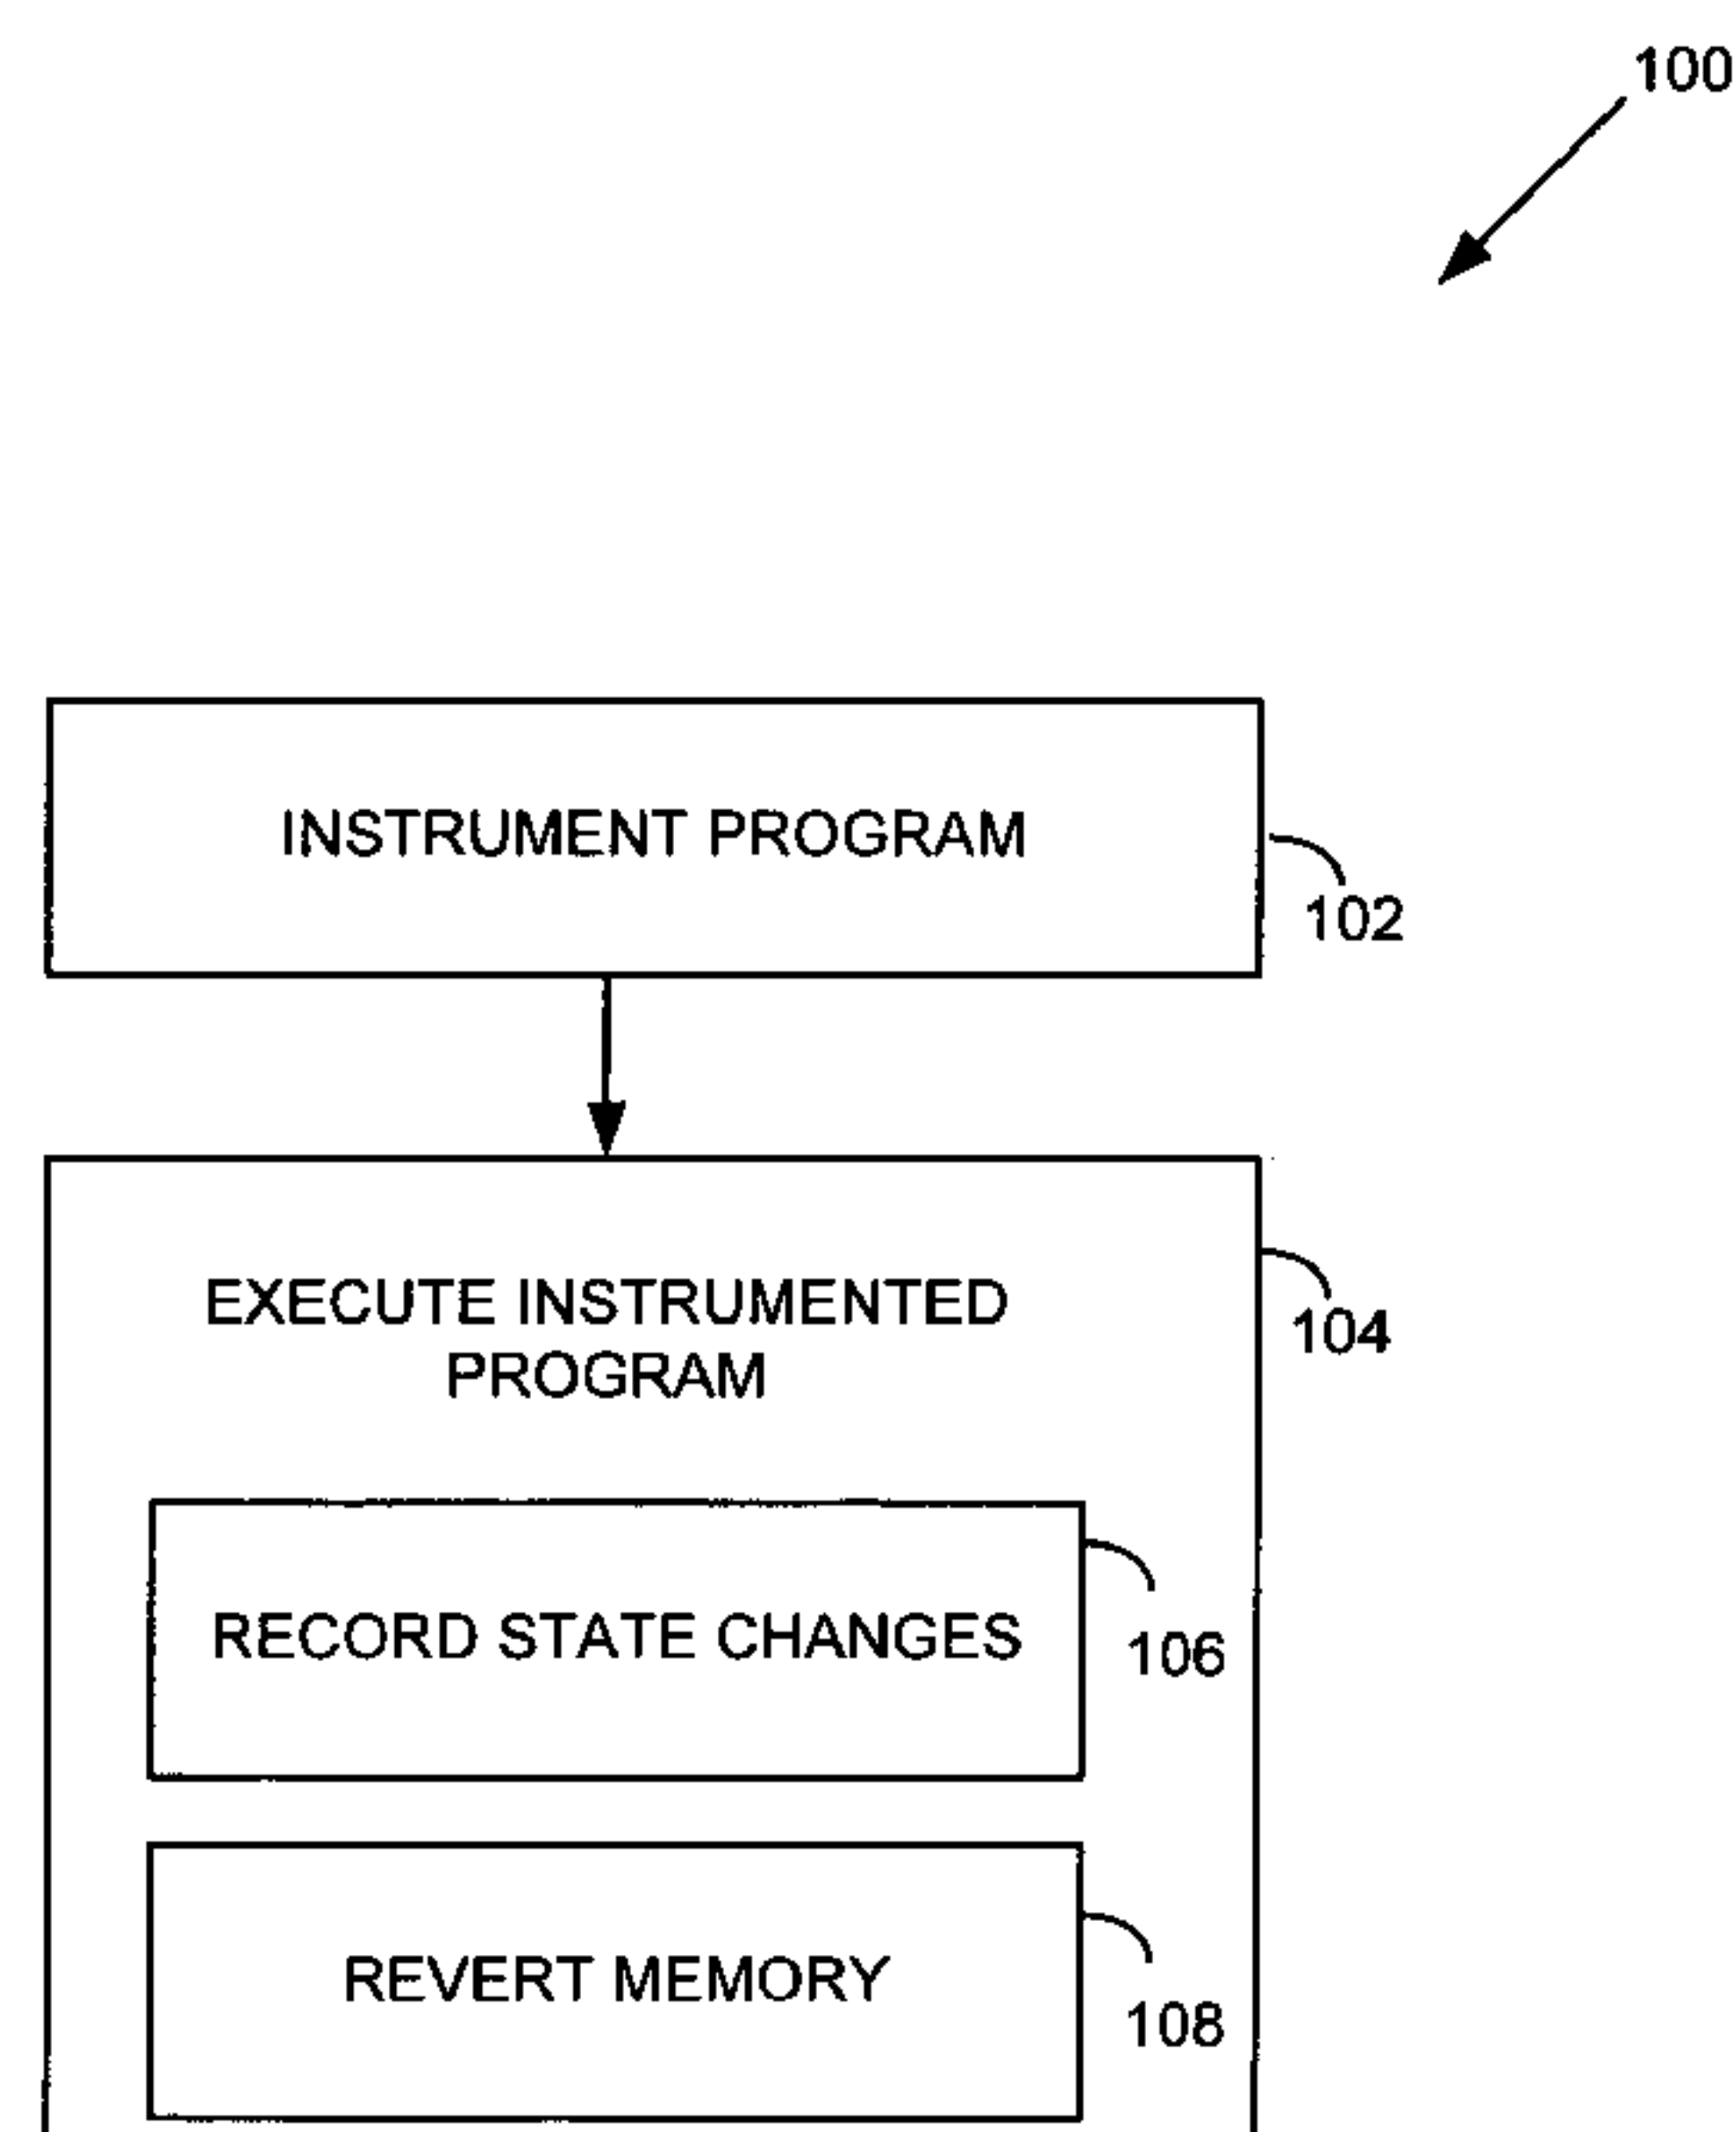 100
INSTRUMENT PROGRAM
102
EXECUTE INSTRUMENTED
PROGRAM
104
RECORD STATE CHANGES
106
REVERT MEMORY
108